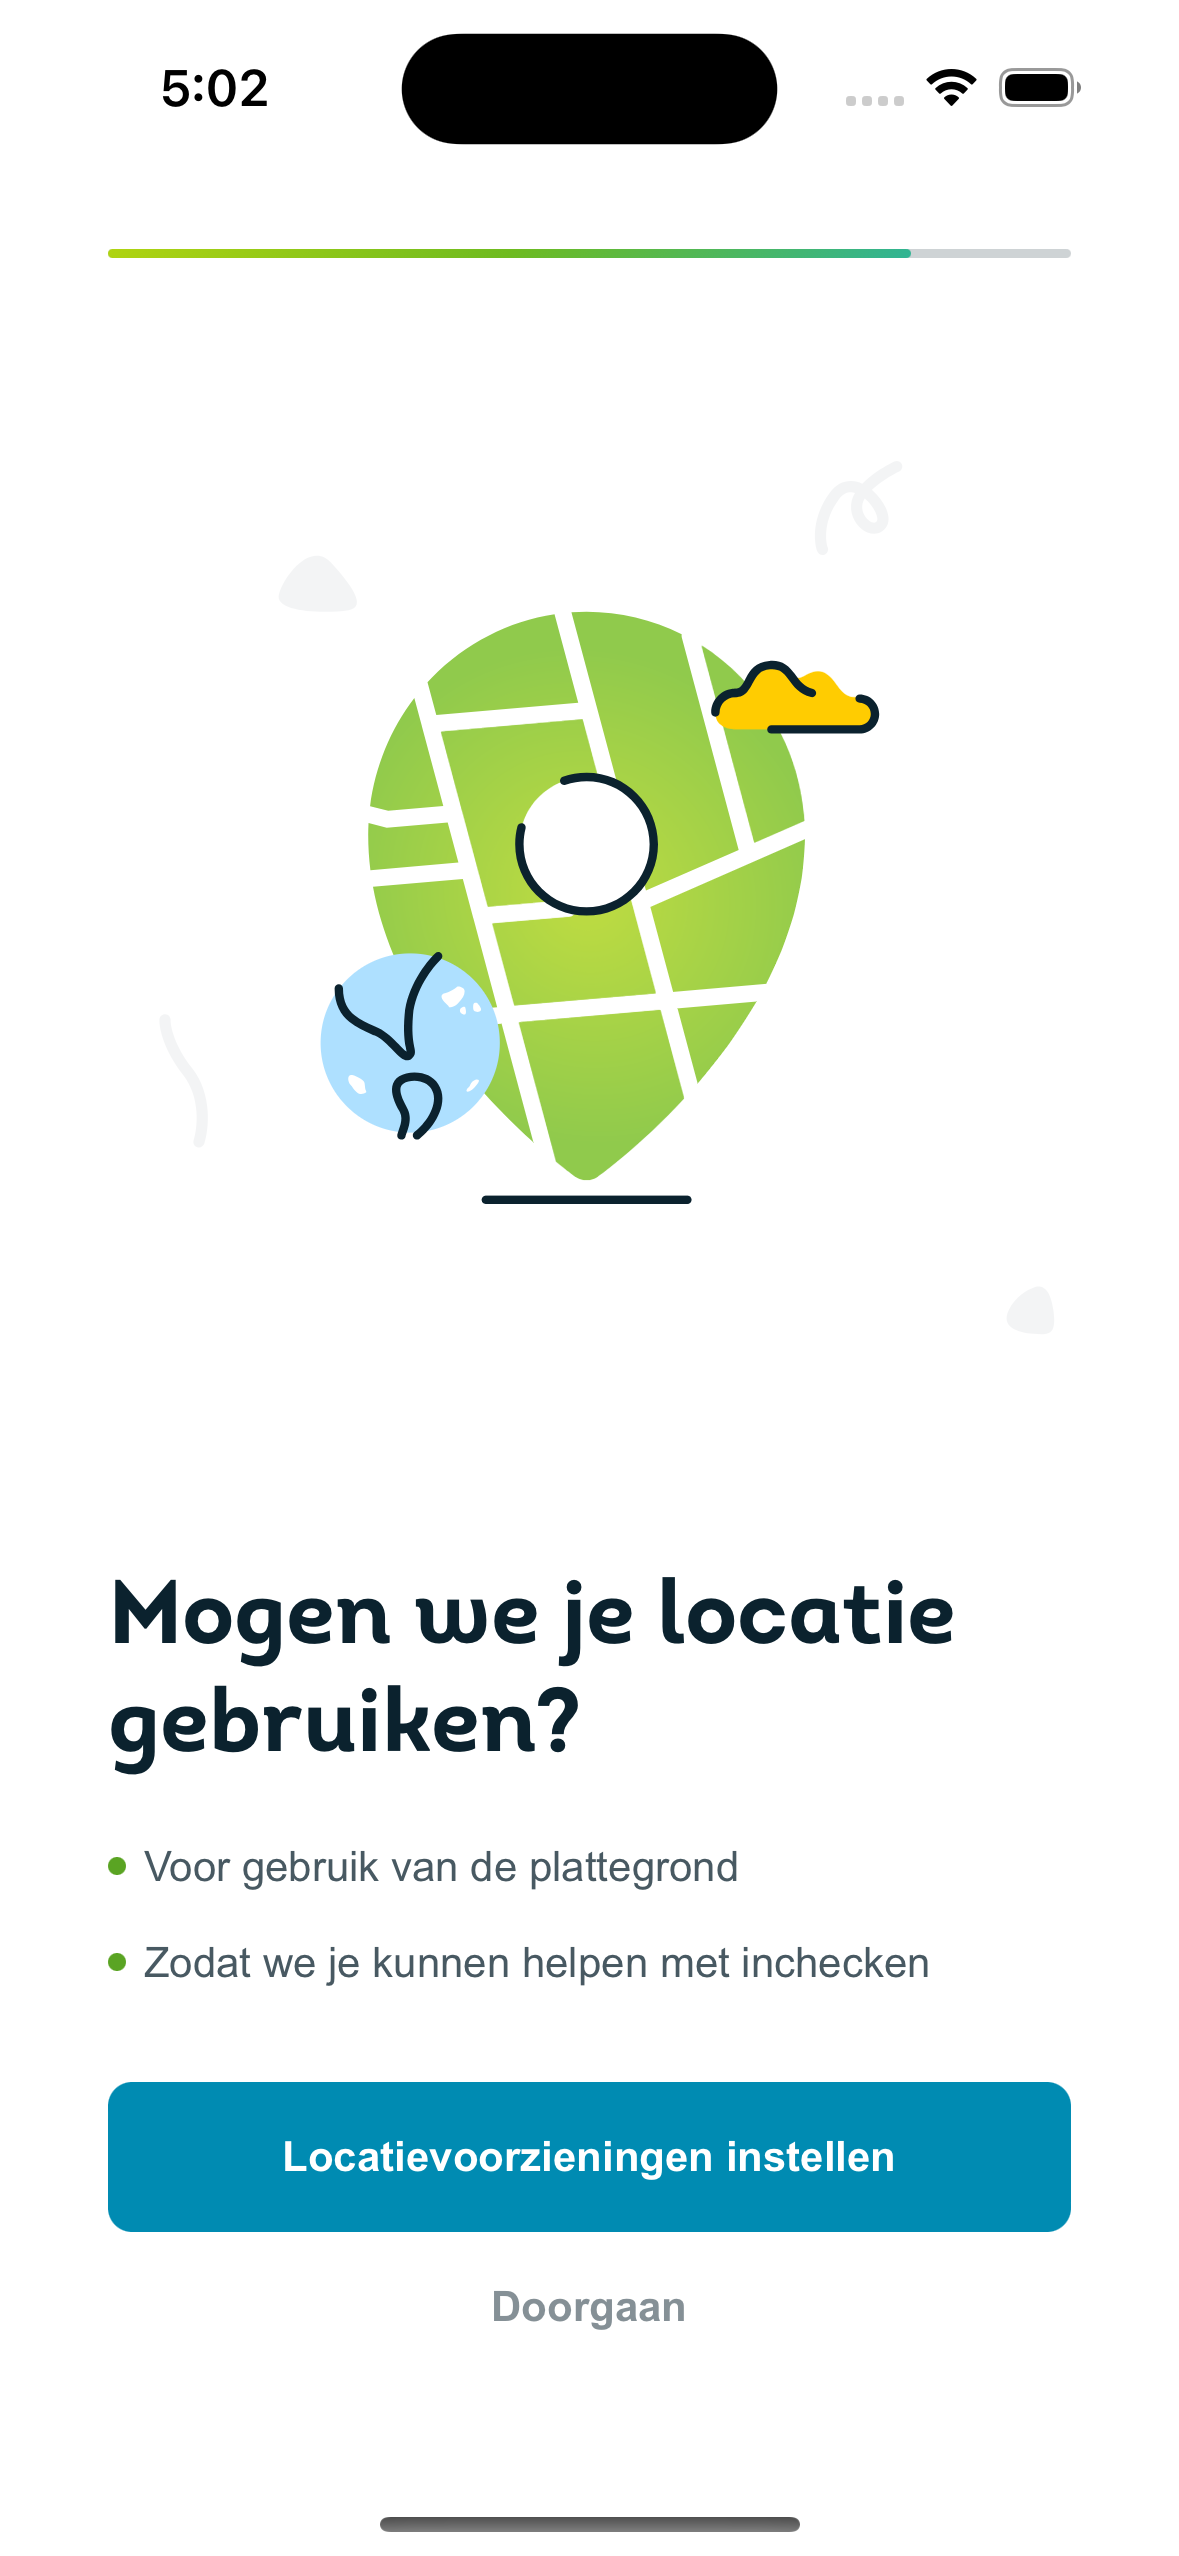 5:02
Mogen we je locatie
gebruiken?
Voor gebruik van de plattegrond
Zodat we je kunnen helpen met inchecken
Locatievoorzieningen instellen
Doorgaan